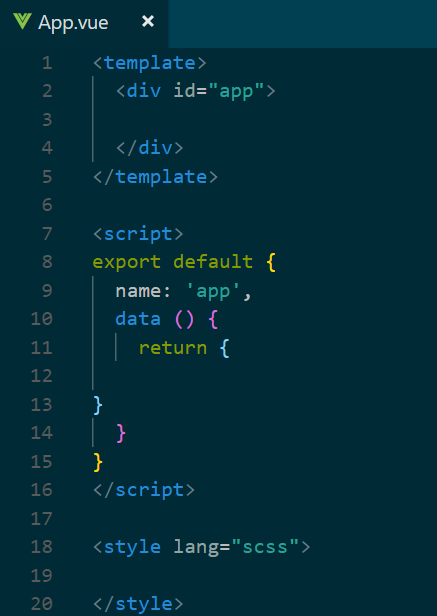 App.vue ×
1 <template>
2   <div id="app">
3
4   </div>
5 </template>
6
7 <script>
8 export default {
9   name: 'app',
10   data () {
11     return {
12
13 }
14   }
15 }
16 </script>
17
18 <style lang="scss">
19
20 </style>